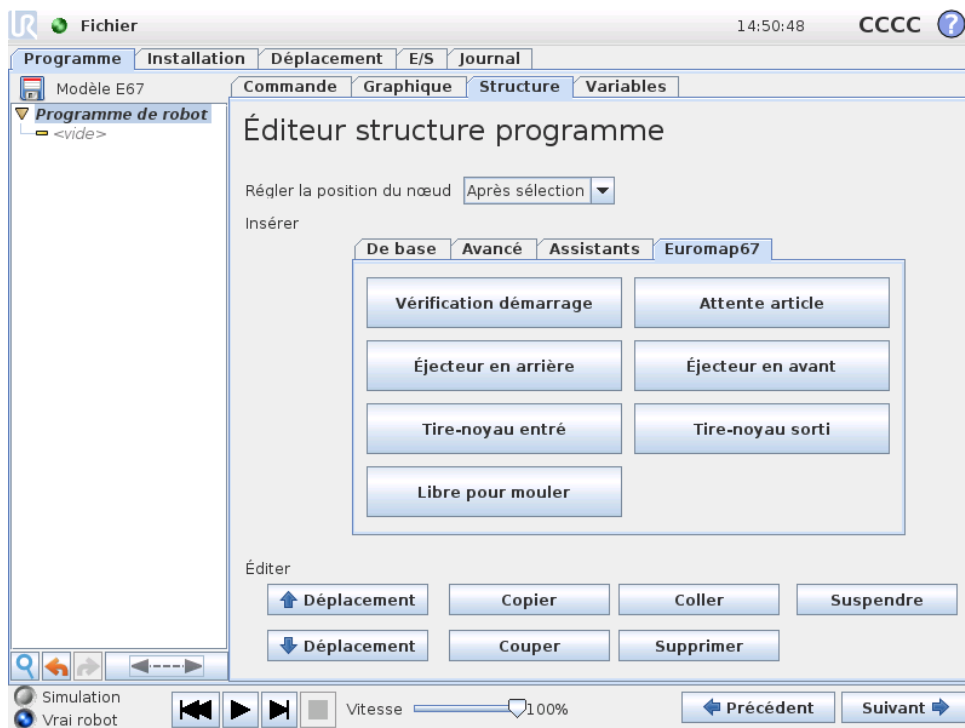 UR Fichier 14:50:48 CCCC ?
Programme Installation Déplacement E/S Journal
Modèle E67 Commande Graphique Structure Variables
Programme de robot
<vide>
Éditeur structure programme
Régler la position du nœud Après sélection
Insérer
De base Avancé Assistants Euromap67
Vérification démarrage Attente article
Éjecteur en arrière Éjecteur en avant
Tire-noyau entré Tire-noyau sorti
Libre pour mouler
Éditer
Déplacement Copier Coller Suspendre
Déplacement Couper Supprimer
Simulation
Vrai robot
Vitesse 100% Précédent Suivant